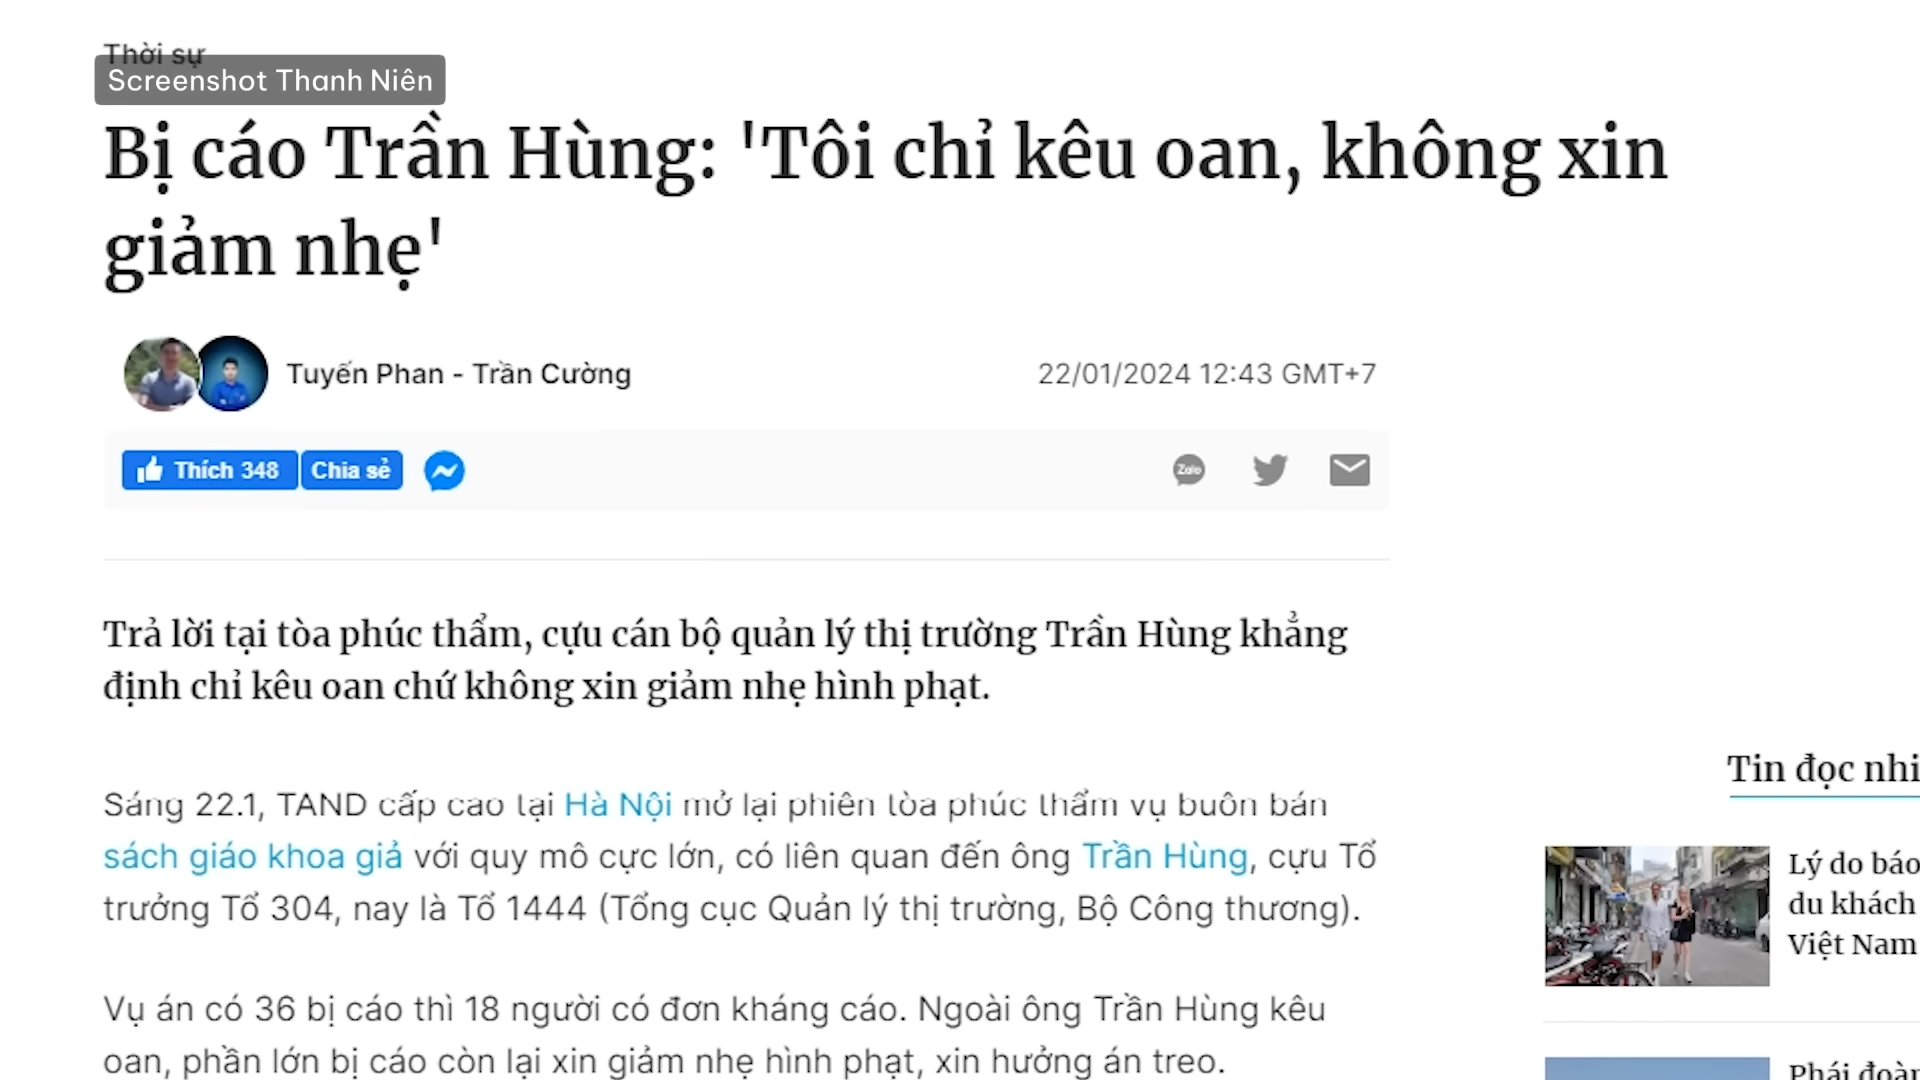 Thời sự
Screenshot Thanh Niên
Bị cáo Trần Hùng: 'Tôi chỉ kêu oan, không xin
giảm nhẹ'
Tuyến Phan - Trần Cường
22/01/2024 12:43 GMT+7
Thích 348
Chia sẻ
Zalo
Trả lời tại tòa phúc thẩm, cựu cán bộ quản lý thị trường Trần Hùng khẳng
định chỉ kêu oan chứ không xin giảm nhẹ hình phạt.
Sáng 22.1, TAND cấp cao tại Hà Nội mở lại phiên tòa phúc thẩm vụ buôn bán
sách giáo khoa giả với quy mô cực lớn, có liên quan đến ông Trần Hùng, cựu Tổ
trưởng Tổ 304, nay là Tổ 1444 (Tổng cục Quản lý thị trường, Bộ Công thương).
Vụ án có 36 bị cáo thì 18 người có đơn kháng cáo. Ngoài ông Trần Hùng kêu
oan, phần lớn bị cáo còn lại xin giảm nhẹ hình phạt, xin hưởng án treo.
Tin đọc nhi
Lý do báo
du khách
Việt Nam
Phái đoàn